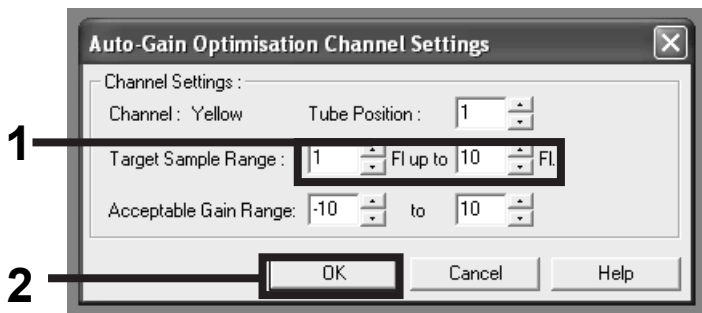 Auto-Gain Optimisation Channel Settings
Channel Settings :
Channel : Yellow Tube Position : 1
1 Target Sample Range : 1 Fl up to 10 Fl.
Acceptable Gain Range: -10 to 10
2 OK Cancel Help